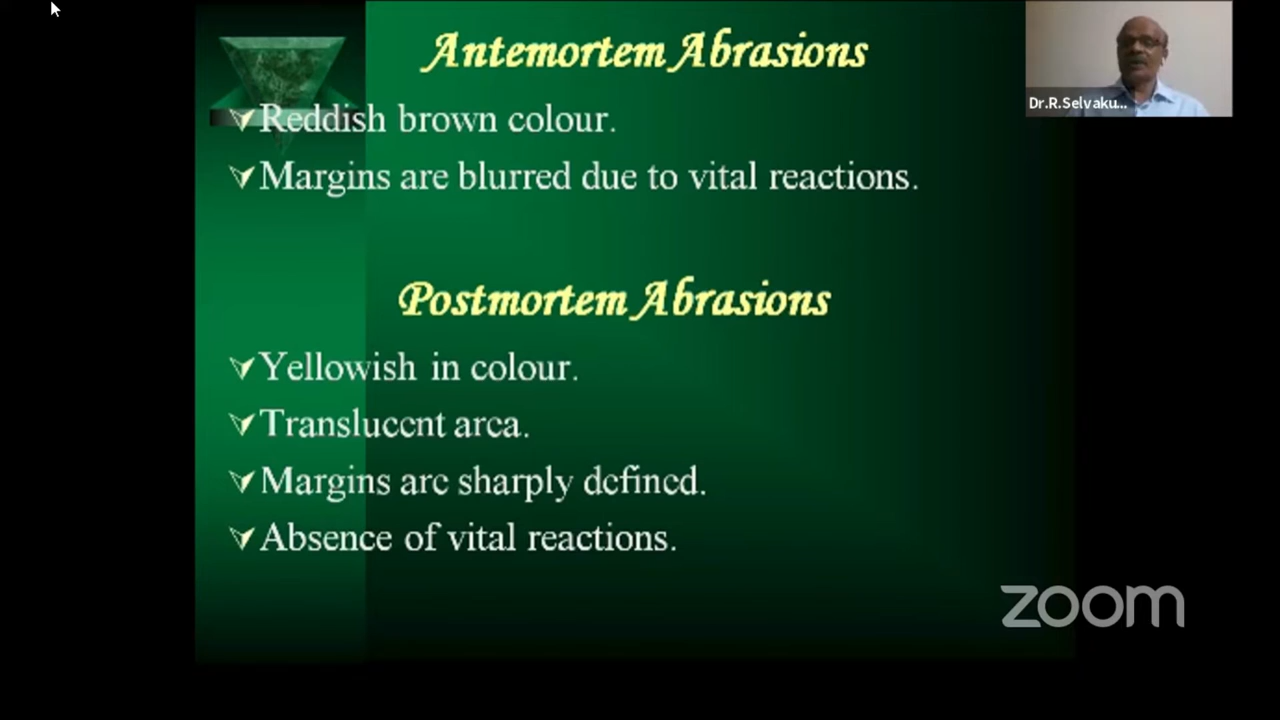 Antemortem Abrasions
Reddish brown colour.
Margins are blurred due to vital reactions.
Postmortem Abrasions
Yellowish in colour.
Translucent area.
Margins are sharply defined.
Absence of vital reactions.
Dr.R.Selvaku...
zoom